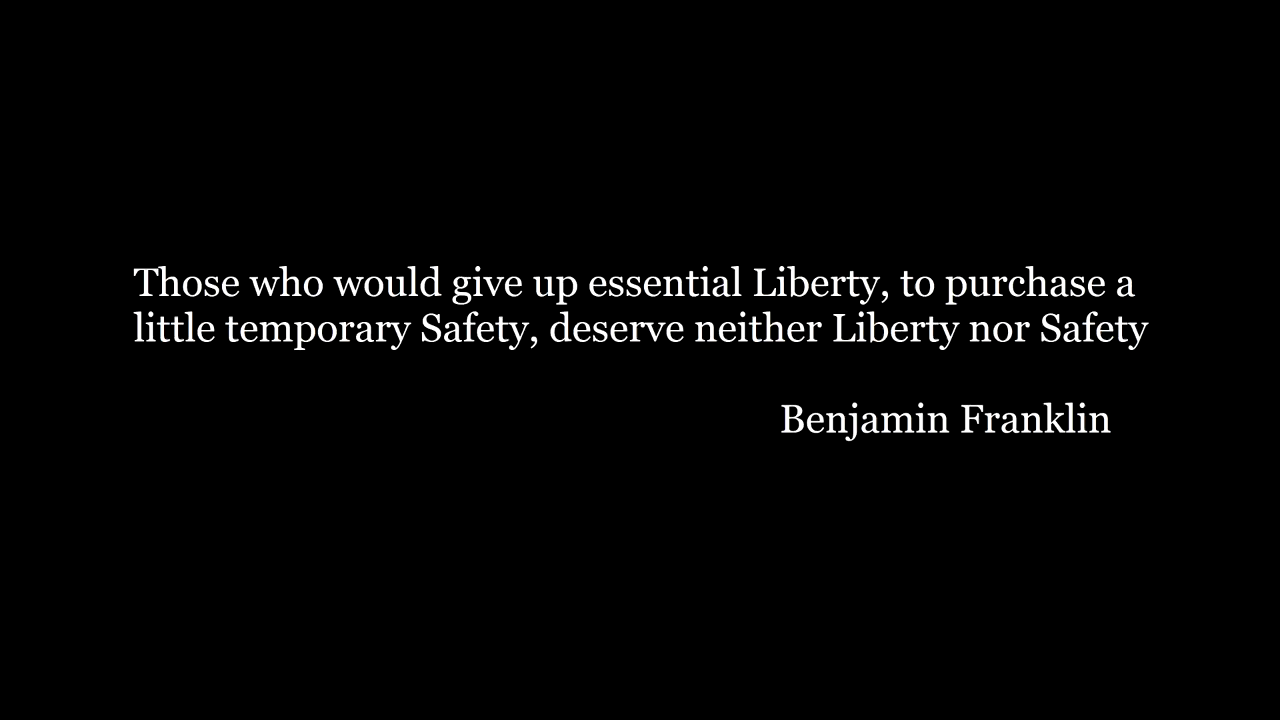 Those who would give up essential Liberty, to purchase a
little temporary Safety, deserve neither Liberty nor Safety
Benjamin Franklin